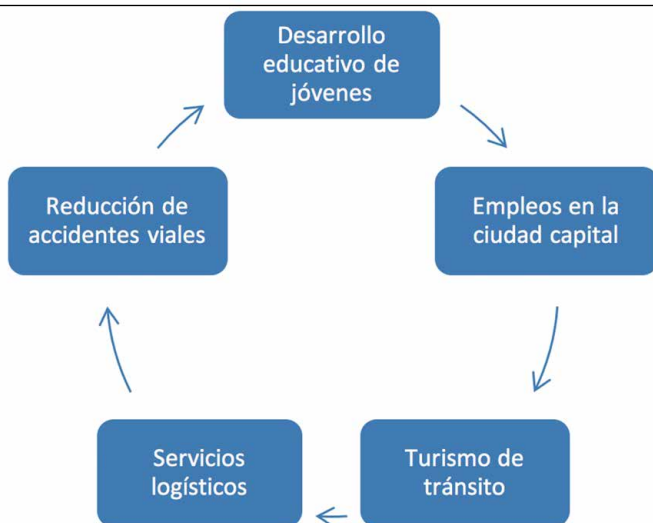 Desarrollo
educativo de
jóvenes
Empleos en la
ciudad capital
Turismo de
tránsito
Servicios
logísticos
Reducción de
accidentes viales